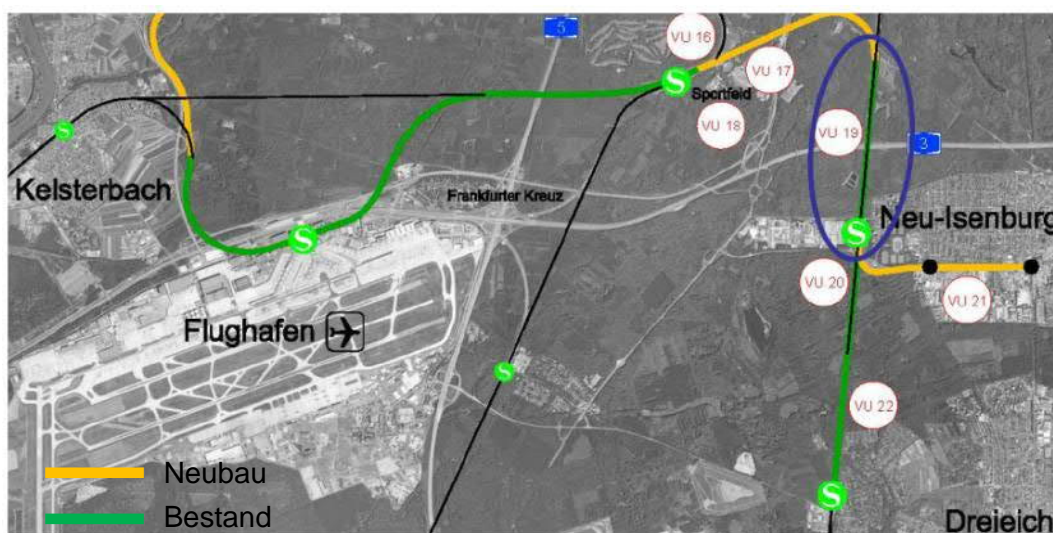 5
VU 16
S
Sportfeld
VU 17
VU 18
VU 19
3
S
Kelsterbach
Frankfurter Kreuz
S
S
Neu-Isenburg
VU 20
VU 21
Flughafen
S
VU 22
S
Neubau
Bestand
Dreieich